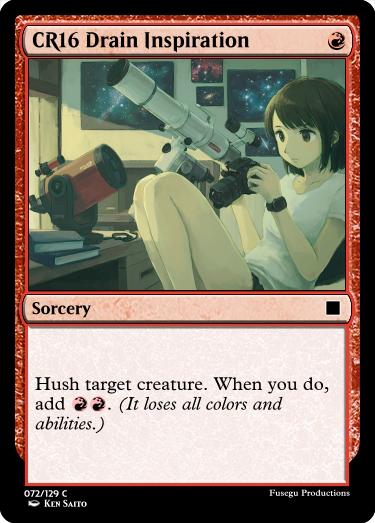 CR16 Drain Inspiration
Sorcery
Hush target creature. When you do,
add . (It loses all colors and
abilities.)
072/129 C
Ken Saito
Fusegu Productions